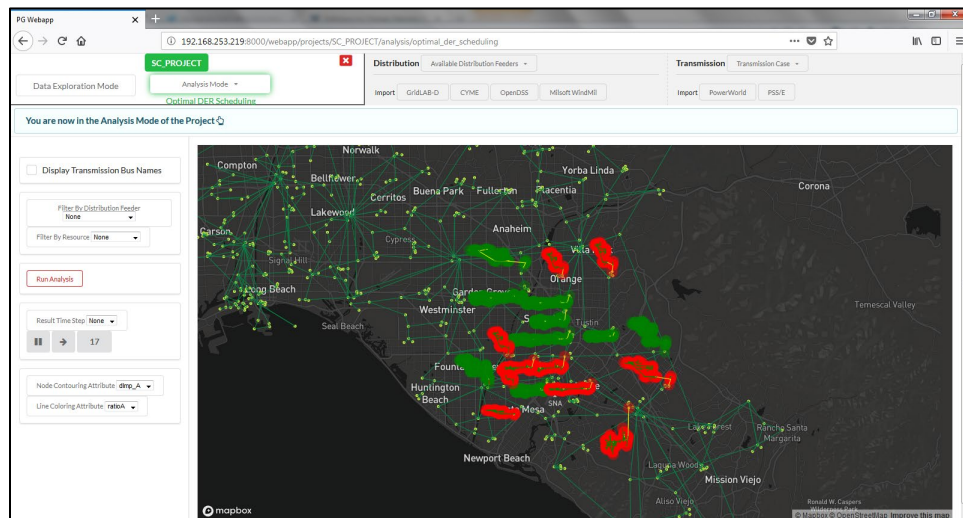 PG Webapp
192.168.253.219:8000/webapp/projects/SC_PROJECT/analysis/optimal_der_scheduling
SC_PROJECT
Data Exploration Mode
Analysis Mode
Optimal DER Scheduling
Distribution Available Distribution Feeders
Import GridLAB-D CYME OpenDSS Milsoft WindMil
Transmission Transmission Case
Import PowerWorld PSS/E
You are now in the Analysis Mode of the Project
Display Transmission Bus Names
Filter By Distribution Feeder
None
Filter By Resource None
Run Analysis
Result Time Step None
17
Node Contouring Attribute dimp_A
Line Coloring Attribute ratioA
Norwalk
Compton
Bellflower
Yorba Linda
Corona
Buena Park
Fullerton
Placentia
Cerritos
Lakewood
Anaheim
Carson
Cypress
Villa
Signal Hill
Orange
Long Beach
Garden Grove
Temescal Valley
Westminster
Seal Beach
Tustin
Huntington
Beach
SNA
Mesa
Lake Forest
Rancho Santa
Margarita
Newport Beach
Laguna Woods
Mission Viejo
Aliso Viejo
Ronald W. Caspers
Wilderness Park
mapbox
© Mapbox © OpenStreetMap Improve this map